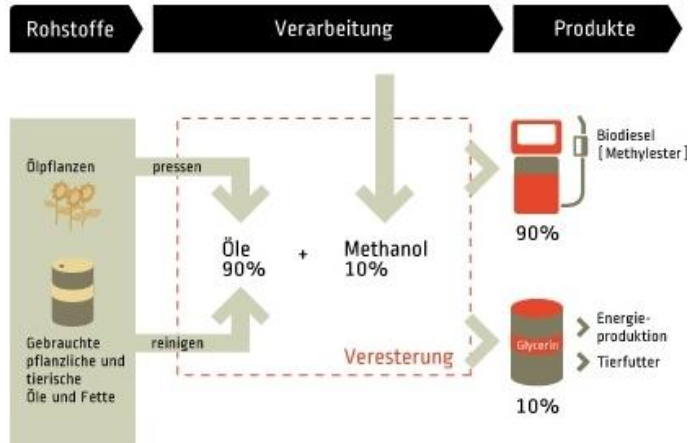 Rohstoffe
Verarbeitung
Produkte
Ölpflanzen
pressen
Gebrauchte
pflanzliche und
tierische
Öle und Fette
reinigen
Öle
90%
+
Methanol
10%
Veresterung
Biodiesel
[Methylester]
90%
Glycerin
Energie-
produktion
Tierfutter
10%